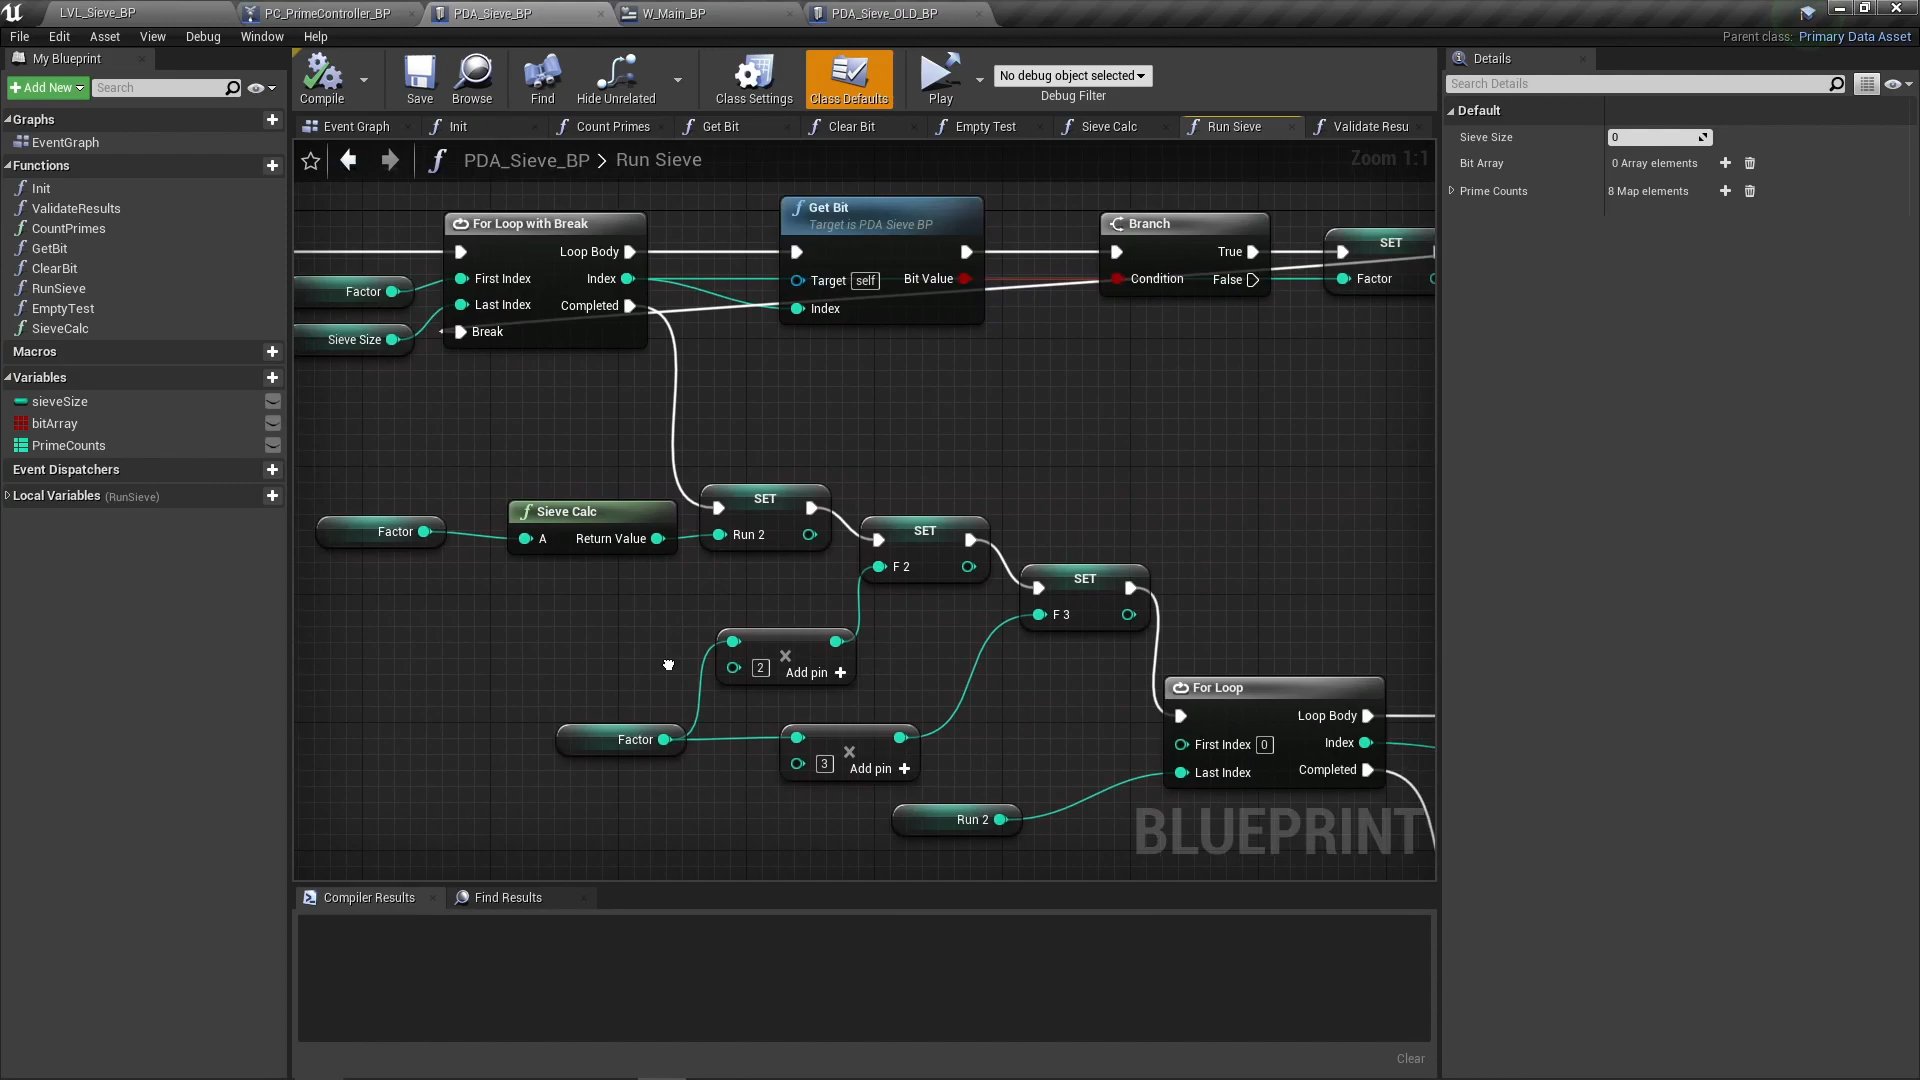 LVL_Sieve_BP
PC_PrimeController_BP
PDA_Sieve_BP
W_Main_BP
PDA_Sieve_OLD_BP
File Edit Asset View Debug Window Help
Parent class: Primary Data Asset
My Blueprint
Add New
Search
Graphs
EventGraph
Functions
Init
ValidateResults
CountPrimes
GetBit
ClearBit
RunSieve
EmptyTest
SieveCalc
Macros
Variables
sieveSize
bitArray
PrimeCounts
Event Dispatchers
Local Variables (RunSieve)
Compile
Save
Browse
Find
Hide Unrelated
Class Settings
Class Defaults
Play
No debug object selected
Debug Filter
Event Graph
Init
Count Primes
Get Bit
Clear Bit
Empty Test
Sieve Calc
Run Sieve
Validate Resu
PDA_Sieve_BP > Run Sieve
Zoom 1:1
Factor
Sieve Size
For Loop with Break
Loop Body
First Index
Index
Last Index
Completed
Break
Get Bit
Target is PDA Sieve BP
Target self
Bit Value
Index
Branch
True
Condition
False
SET
Factor
Factor
Sieve Calc
A
Return Value
SET
Run 2
SET
F 2
SET
F 3
2
Add pin
Factor
3
Add pin
Run 2
For Loop
Loop Body
First Index 0
Index
Last Index
Completed
BLUEPRINT
Compiler Results
Find Results
Clear
Details
Search Details
Default
Sieve Size
0
Bit Array
0 Array elements
Prime Counts
8 Map elements